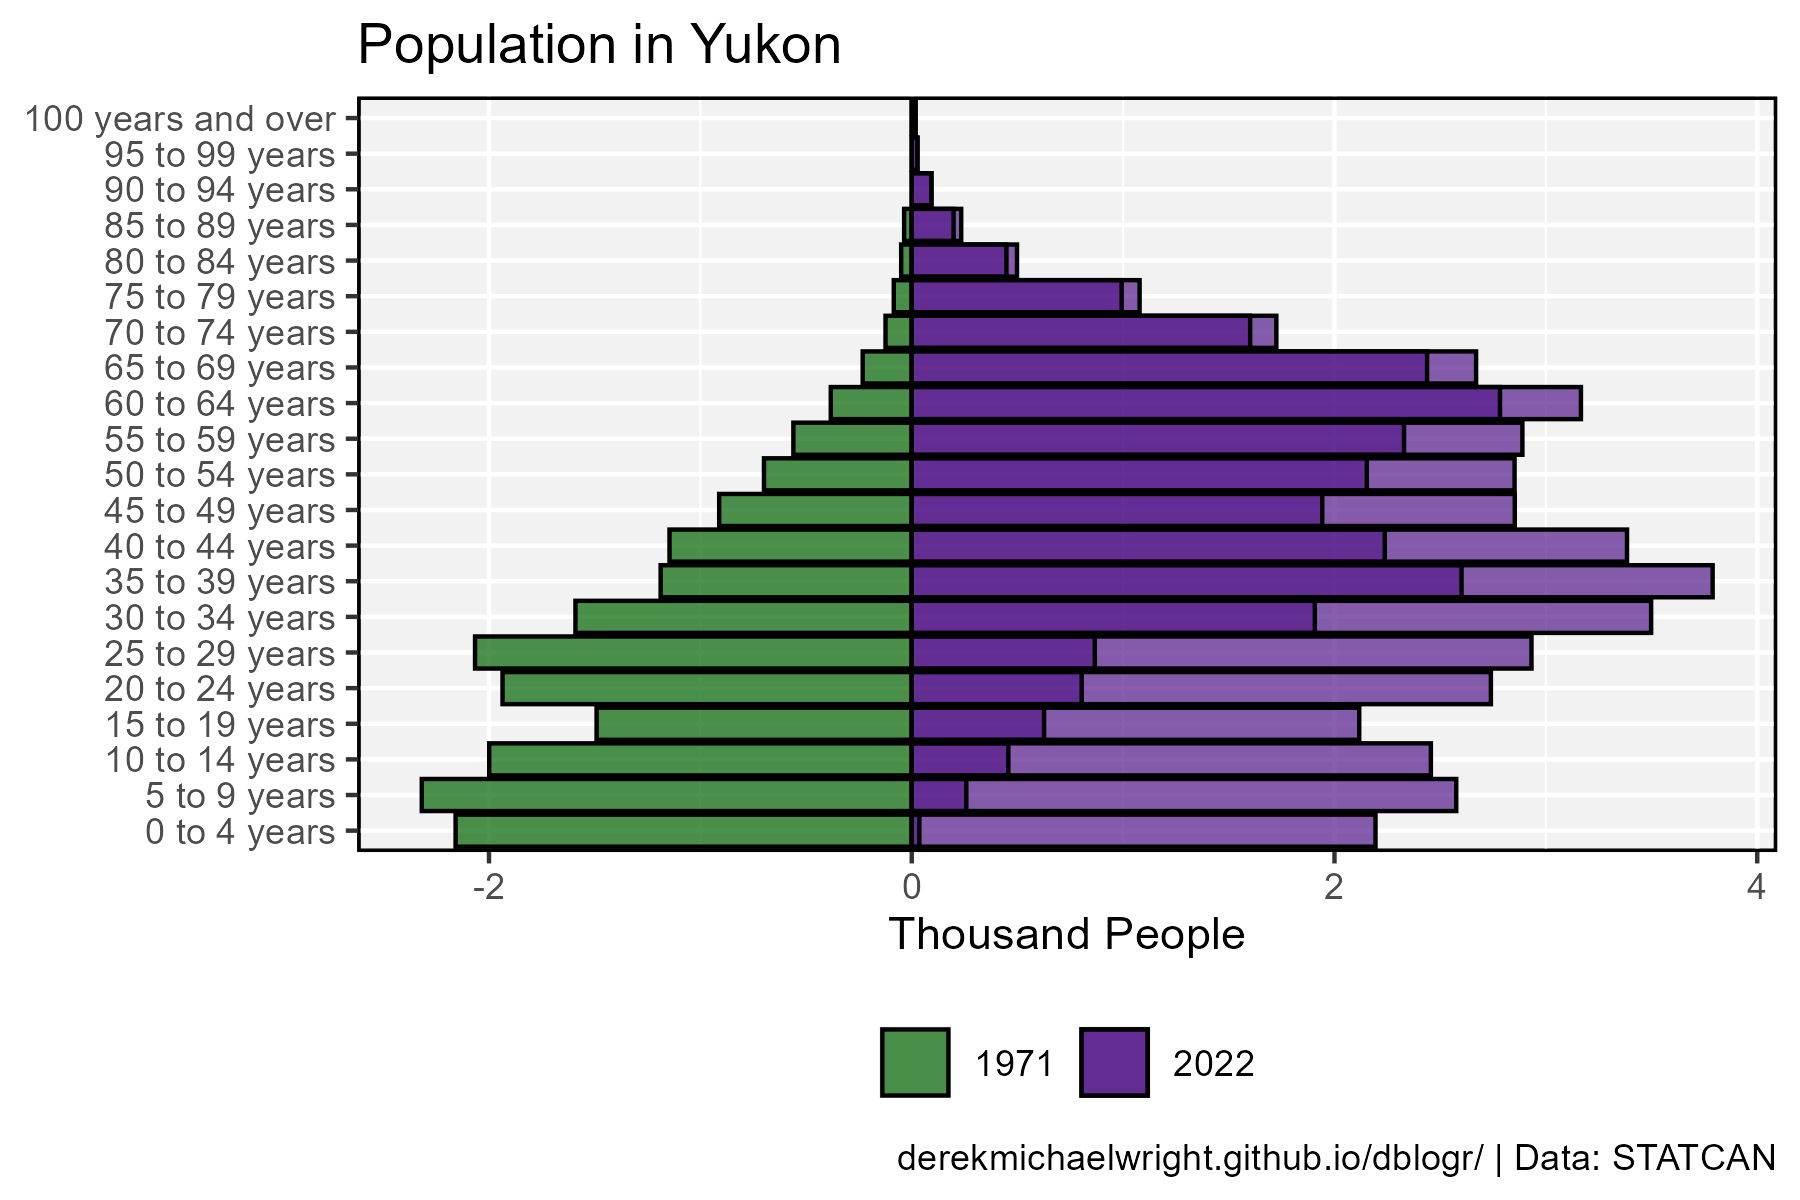 Population in Yukon
100 years and over
95 to 99 years
90 to 94 years
85 to 89 years
80 to 84 years
75 to 79 years
70 to 74 years
65 to 69 years
60 to 64 years
55 to 59 years
50 to 54 years
45 to 49 years
40 to 44 years
35 to 39 years
30 to 34 years
25 to 29 years
20 to 24 years
15 to 19 years
10 to 14 years
5 to 9 years
0 to 4 years
-2 0 2 4
Thousand People
1971 2022
derekmichaelwright.github.io/dblogr/ | Data: STATCAN